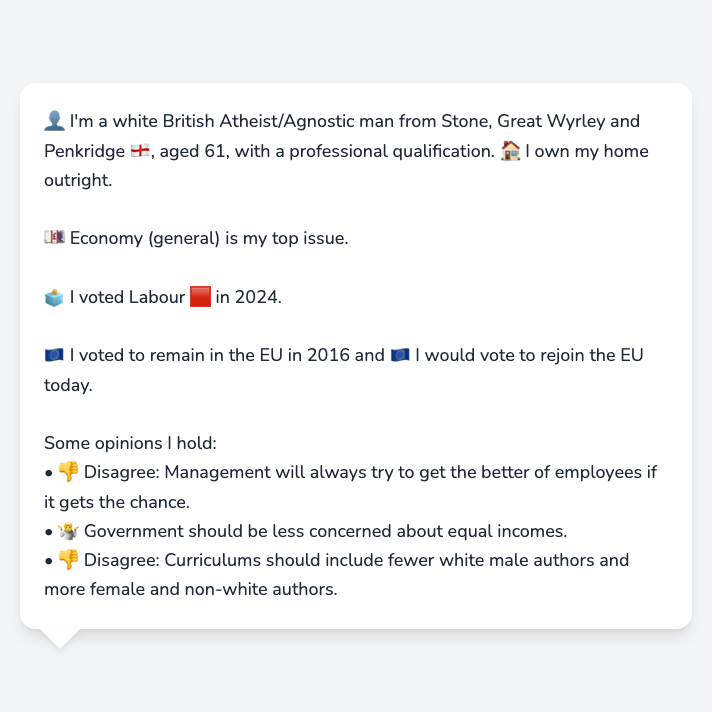 👤 I'm a white British Atheist/Agnostic man from Stone, Great Wyrley and
Penkridge 🏴󠁧󠁢󠁥󠁮󠁧󠁿, aged 61, with a professional qualification. 🏠 I own my home
outright.
💷 Economy (general) is my top issue.
🗳️ I voted Labour 🟥 in 2024.
🇪🇺 I voted to remain in the EU in 2016 and 🇪🇺 I would vote to rejoin the EU
today.
Some opinions I hold:
• 👎 Disagree: Management will always try to get the better of employees if
it gets the chance.
• 🤷 Government should be less concerned about equal incomes.
• 👎 Disagree: Curriculums should include fewer white male authors and
more female and non-white authors.